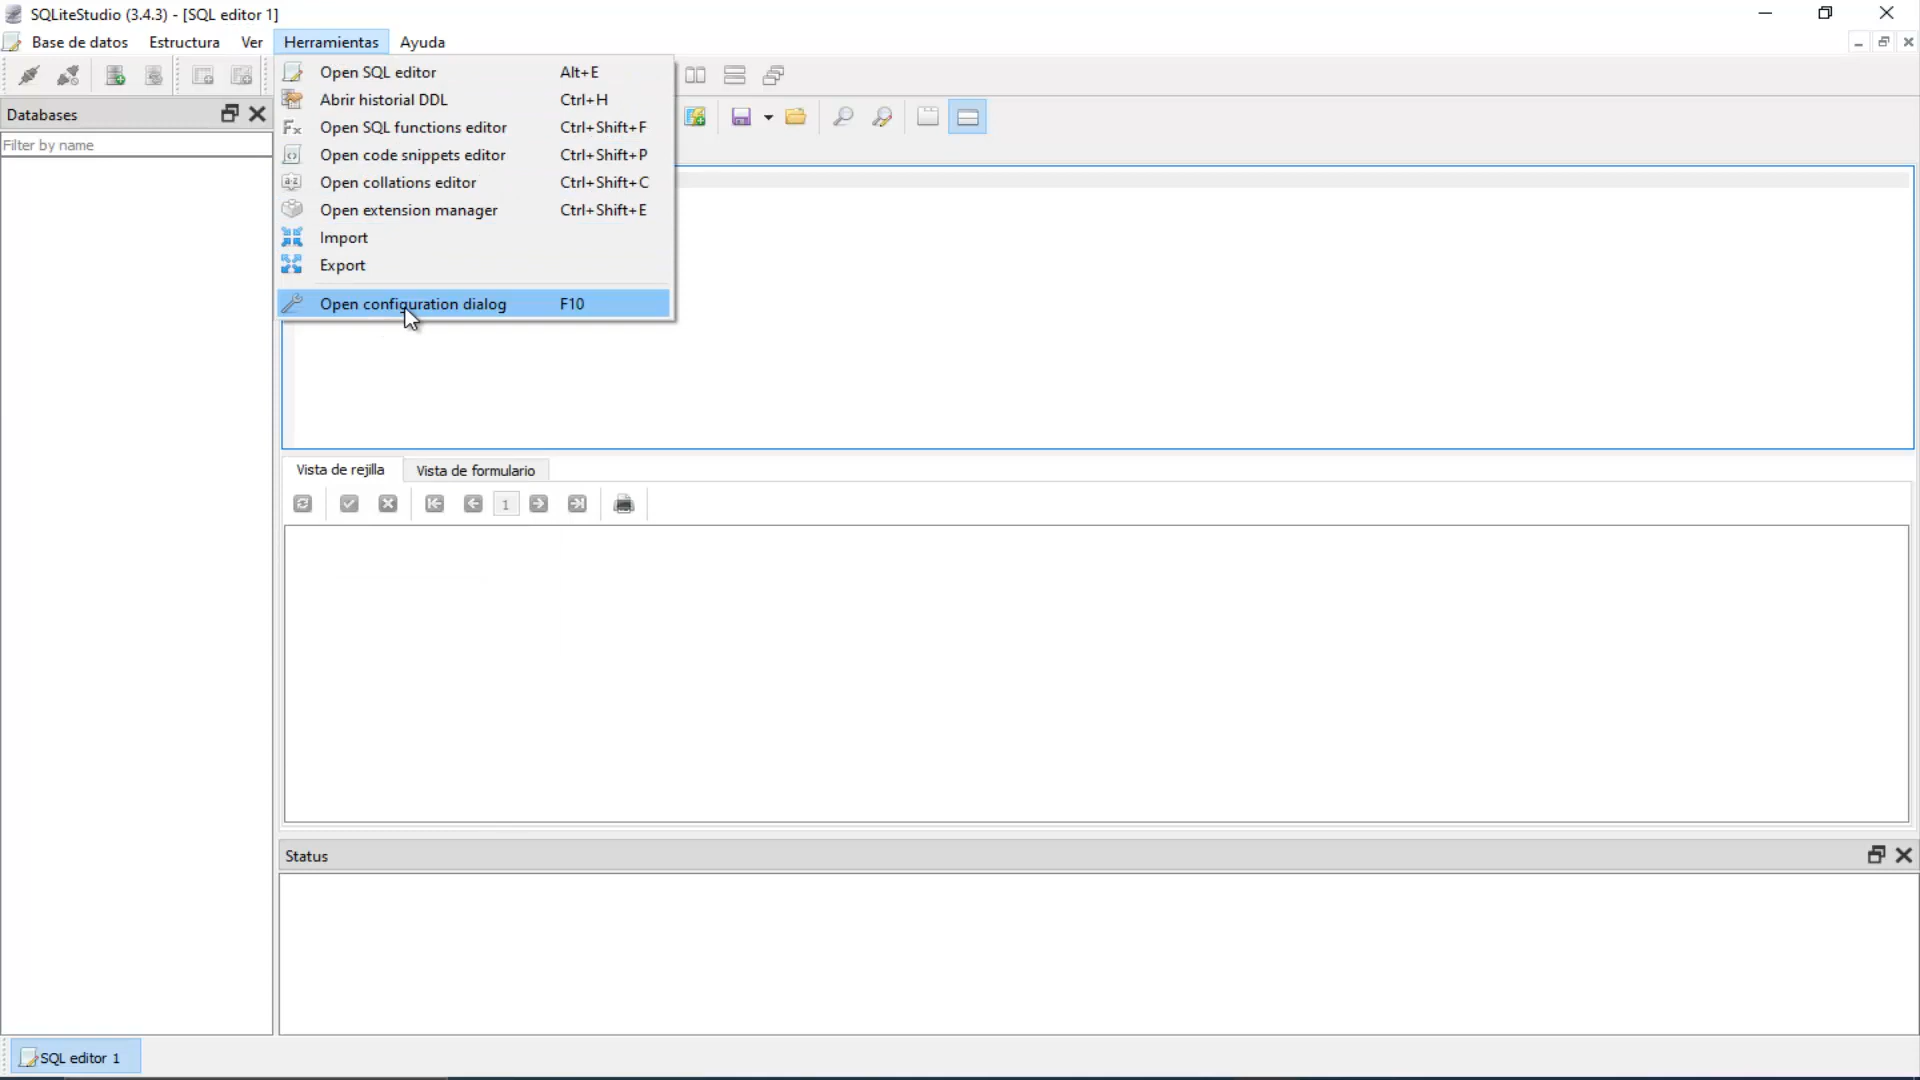 SQLiteStudio (3.4.3) - [SQL editor 1]
Base de datos Estructura Ver Herramientas Ayuda
Open SQL editor Alt+E
Abrir historial DDL Ctrl+H
Open SQL functions editor Ctrl+Shift+F
Open code snippets editor Ctrl+Shift+P
Open collations editor Ctrl+Shift+C
Open extension manager Ctrl+Shift+E
Import
Export
Open configuration dialog F10
Databases
Filter by name
Vista de rejilla Vista de formulario
1
Status
SQL editor 1